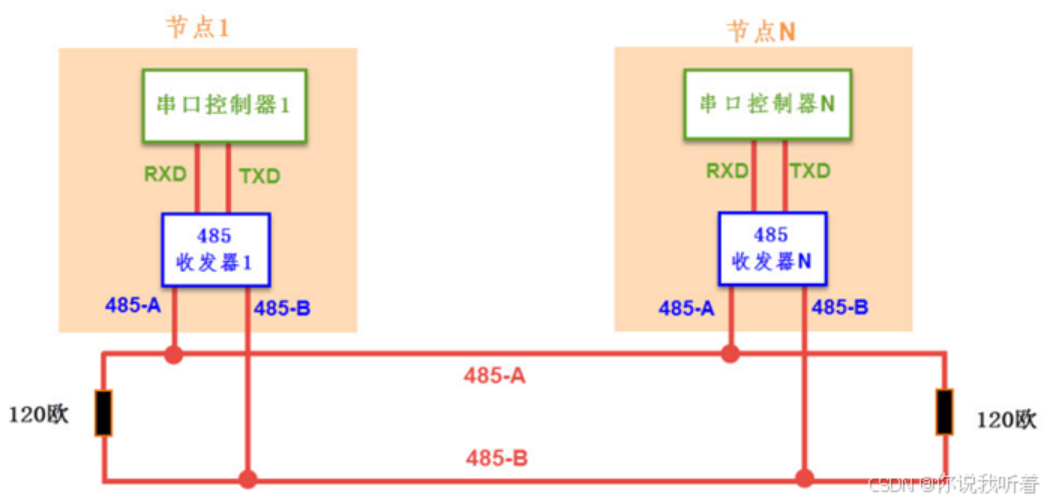 节点1
节点N
串口控制器1
串口控制器N
RXD
TXD
RXD
TXD
485
收发器1
485
收发器N
485-A
485-B
485-A
485-B
485-A
120欧
120欧
485-B
CSDN @你说我听着